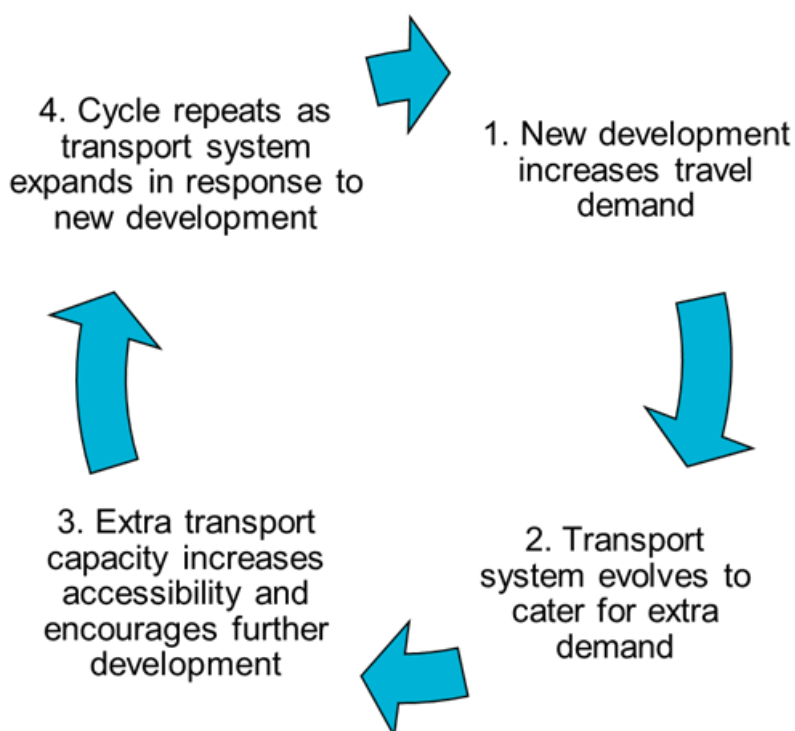 4. Cycle repeats as
transport system
expands in response to
new development
1. New development
increases travel
demand
3. Extra transport
capacity increases
accessibility and
encourages further
development
2. Transport
system evolves to
cater for extra
demand